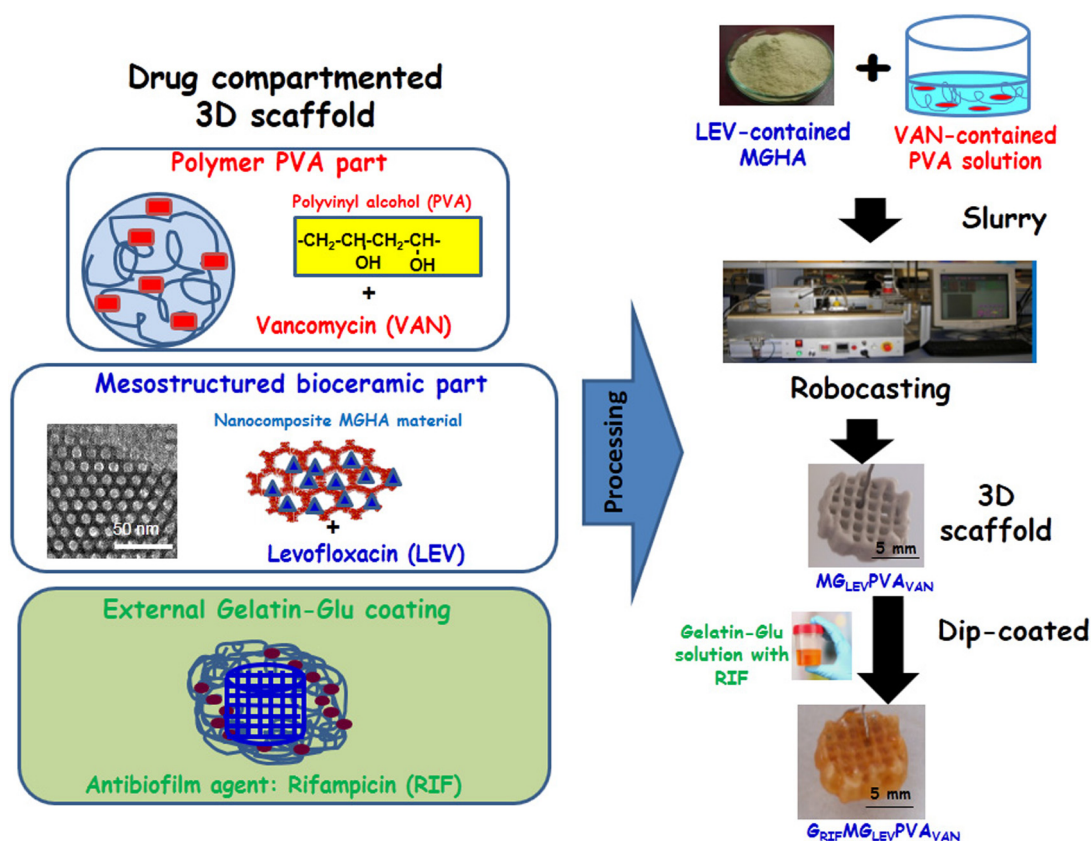 Drug compartmented
3D scaffold
Polymer PVA part
Polyvinyl alcohol (PVA)
-CH₂-CH-CH₂-CH-
OH
OH
+
Vancomycin (VAN)
Mesostructured bioceramic part
Nanocomposite MGHA material
50 nm
+
Levofloxacin (LEV)
External Gelatin-Glu coating
Antibiofilm agent: Rifampicin (RIF)
Processing
+
LEV-contained
MGHA
VAN-contained
PVA solution
Slurry
Robocasting
3D
scaffold
5 mm
MG_LEVPVA_VAN
Gelatin-Glu
solution with
RIF
Dip-coated
5 mm
G_RIFMG_LEVPVA_VAN